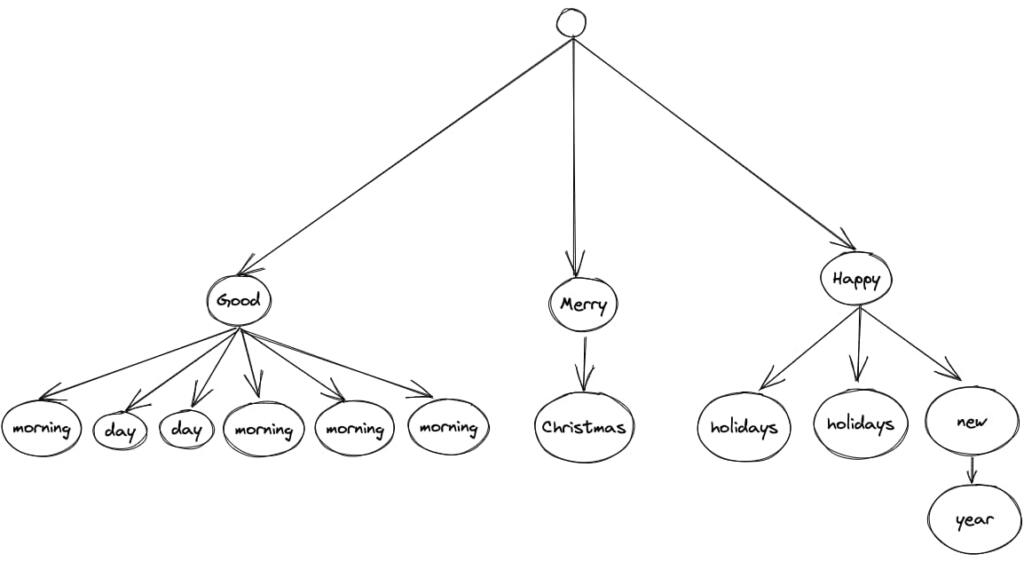 Good
Merry
Happy
morning
day
day
morning
morning
morning
Christmas
holidays
holidays
new
year